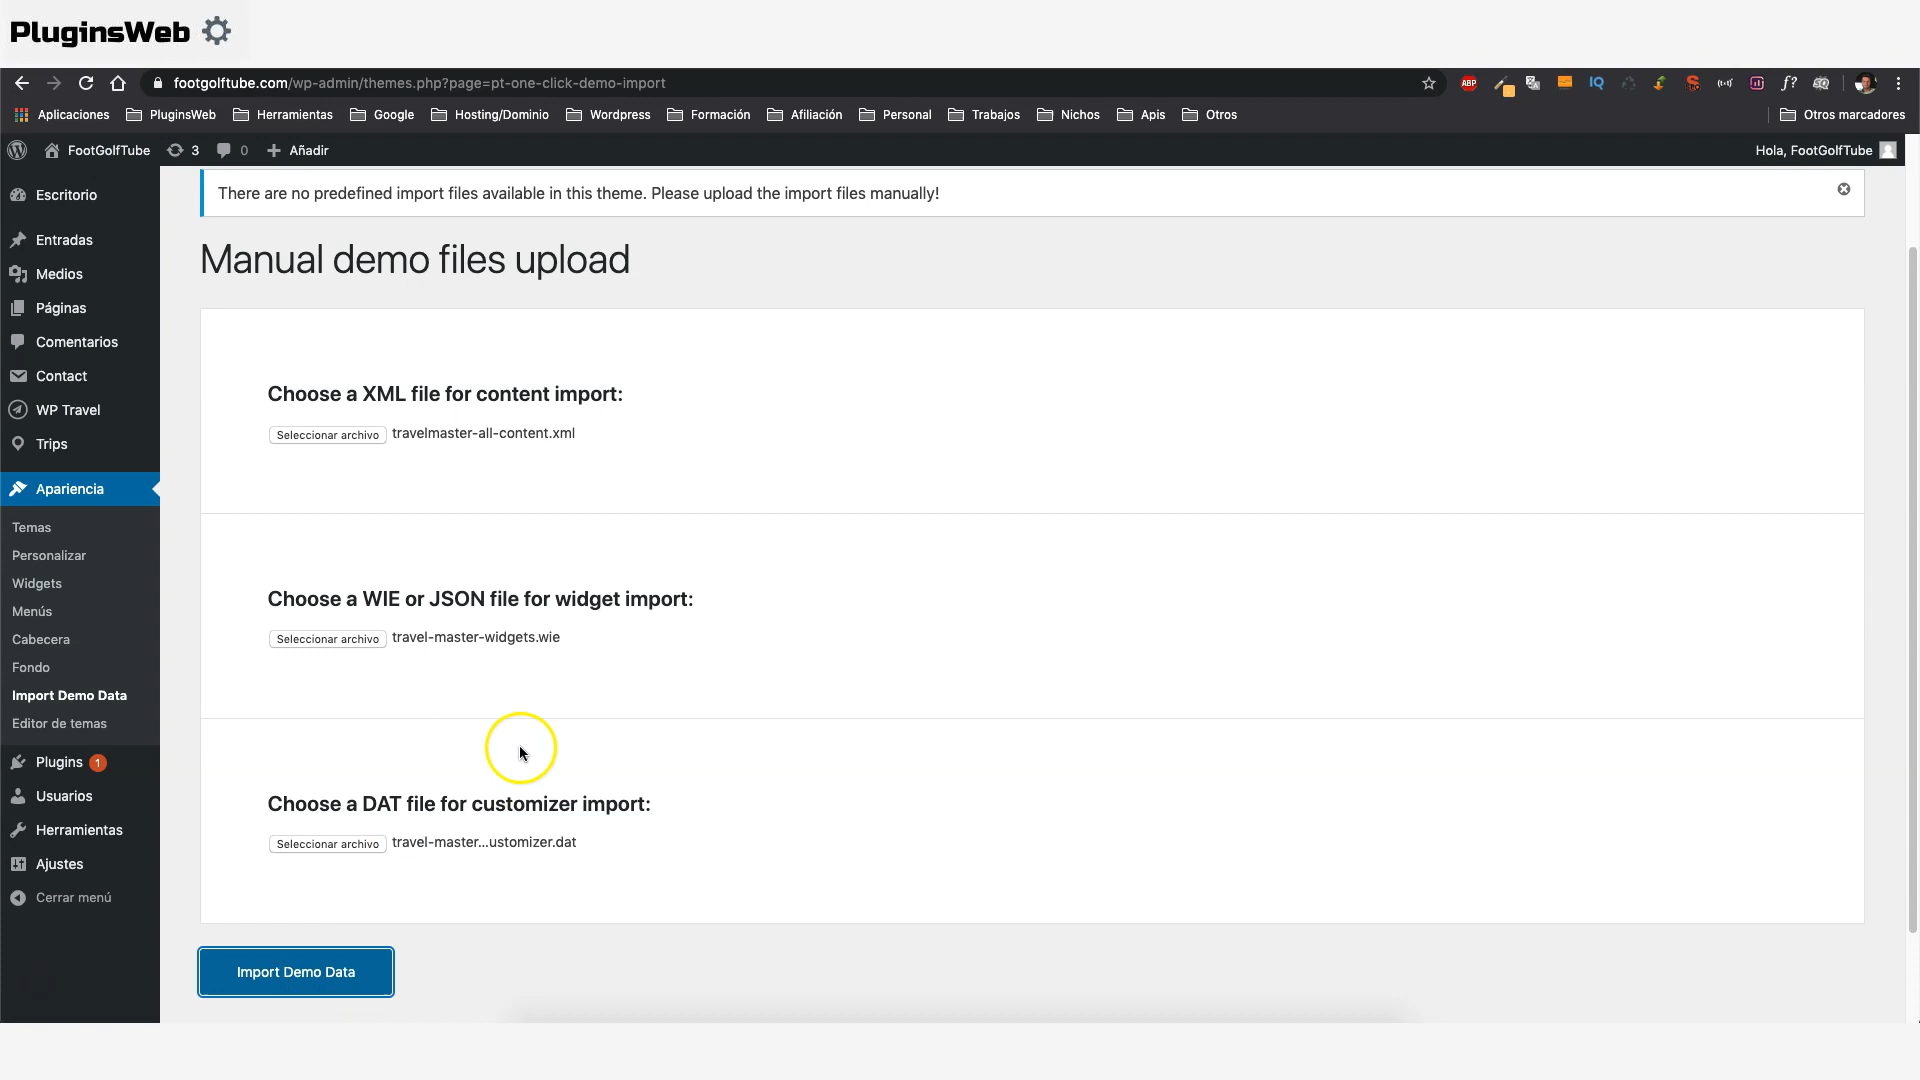 PluginsWeb
footgolftube.com/wp-admin/themes.php?page=pt-one-click-demo-import
ABP
IQ
f?
Aplicaciones
PluginsWeb
Herramientas
Google
Hosting/Dominio
Wordpress
Formación
Afiliación
Personal
Trabajos
Nichos
Apis
Otros
Otros marcadores
FootGolfTube
3
0
Añadir
Hola, FootGolfTube
Escritorio
Entradas
Medios
Páginas
Comentarios
Contact
WP Travel
Trips
Apariencia
Temas
Personalizar
Widgets
Menús
Cabecera
Fondo
Import Demo Data
Editor de temas
Plugins 1
Usuarios
Herramientas
Ajustes
Cerrar menú
There are no predefined import files available in this theme. Please upload the import files manually!
Manual demo files upload
Choose a XML file for content import:
Seleccionar archivo travelmaster-all-content.xml
Choose a WIE or JSON file for widget import:
Seleccionar archivo travel-master-widgets.wie
Choose a DAT file for customizer import:
Seleccionar archivo travel-master...ustomizer.dat
Import Demo Data